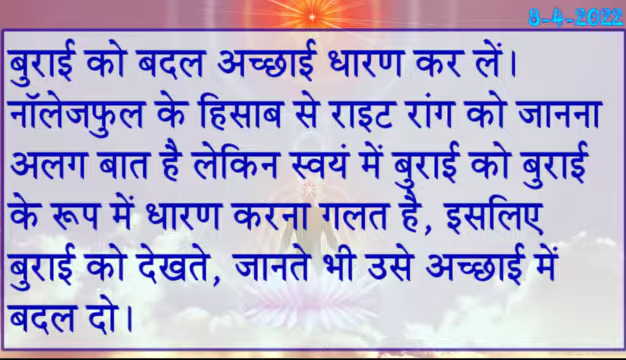 8-4-2022
बुराई को बदल अच्छाई धारण कर लें।
नॉलेजफुल के हिसाब से राइट रांग को जानना
अलग बात है लेकिन स्वयं में बुराई को बुराई
के रूप में धारण करना गलत है, इसलिए
बुराई को देखते, जानते भी उसे अच्छाई में
बदल दो।